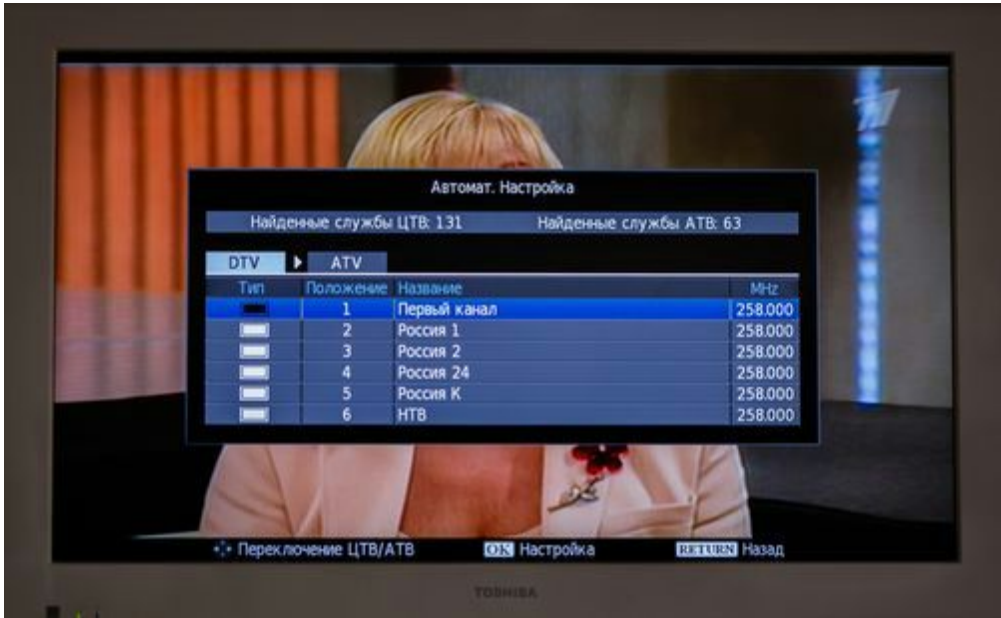 Автомат. Настройка
Найденные службы ЦТВ: 131 Найденные службы АТВ: 63
DTV ATV
Тип Положение Название MHz
1 Первый канал 258.000
2 Россия 1 258.000
3 Россия 2 258.000
4 Россия 24 258.000
5 Россия К 258.000
6 НТВ 258.000
Переключение ЦТВ/АТВ OK Настройка RETURN Назад
TOSHIBA